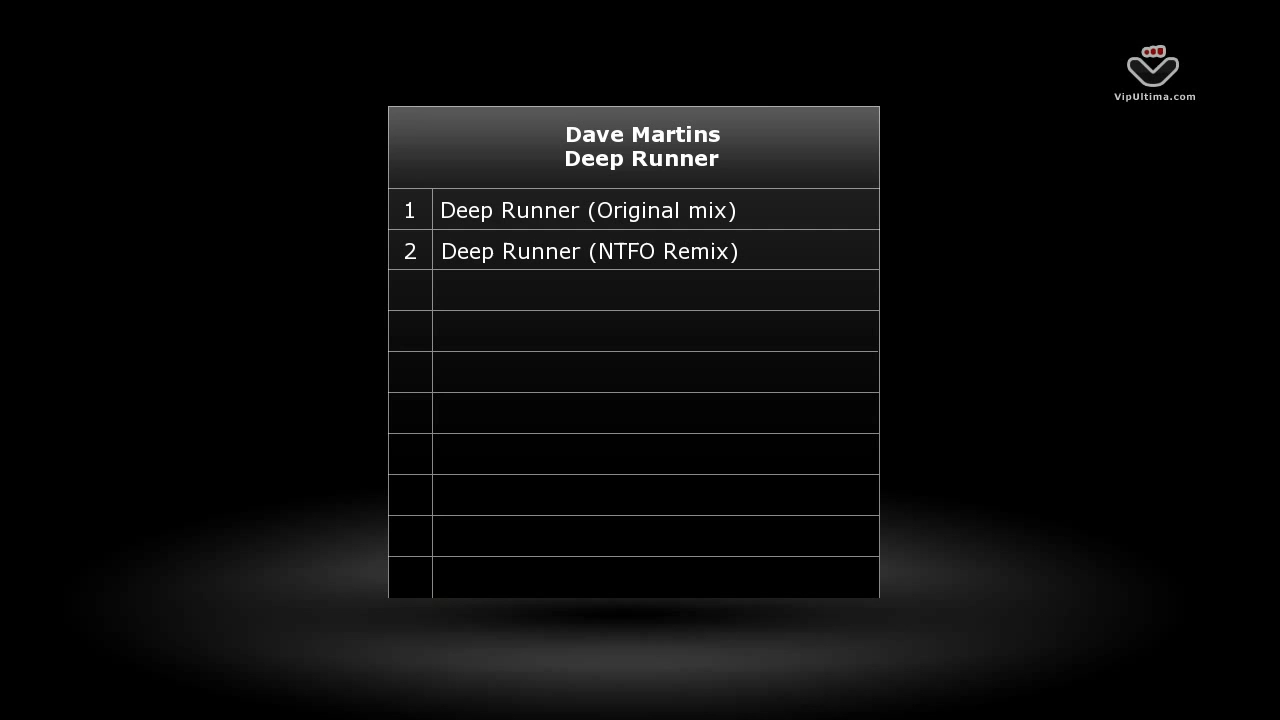 VipUltima.com
Dave Martins
Deep Runner
1 Deep Runner (Original mix)
2 Deep Runner (NTFO Remix)